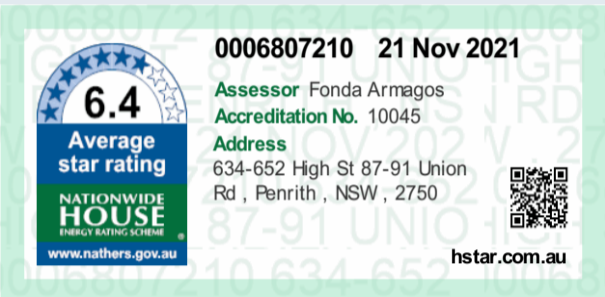 0006807210 21 Nov 2021
6.4
Average
star rating
NATIONWIDE
HOUSE
ENERGY RATING SCHEME
®
www.nathers.gov.au
Assessor Fonda Armagos
Accreditation No. 10045
Address
634-652 High St 87-91 Union
Rd , Penrith , NSW , 2750
hstar.com.au